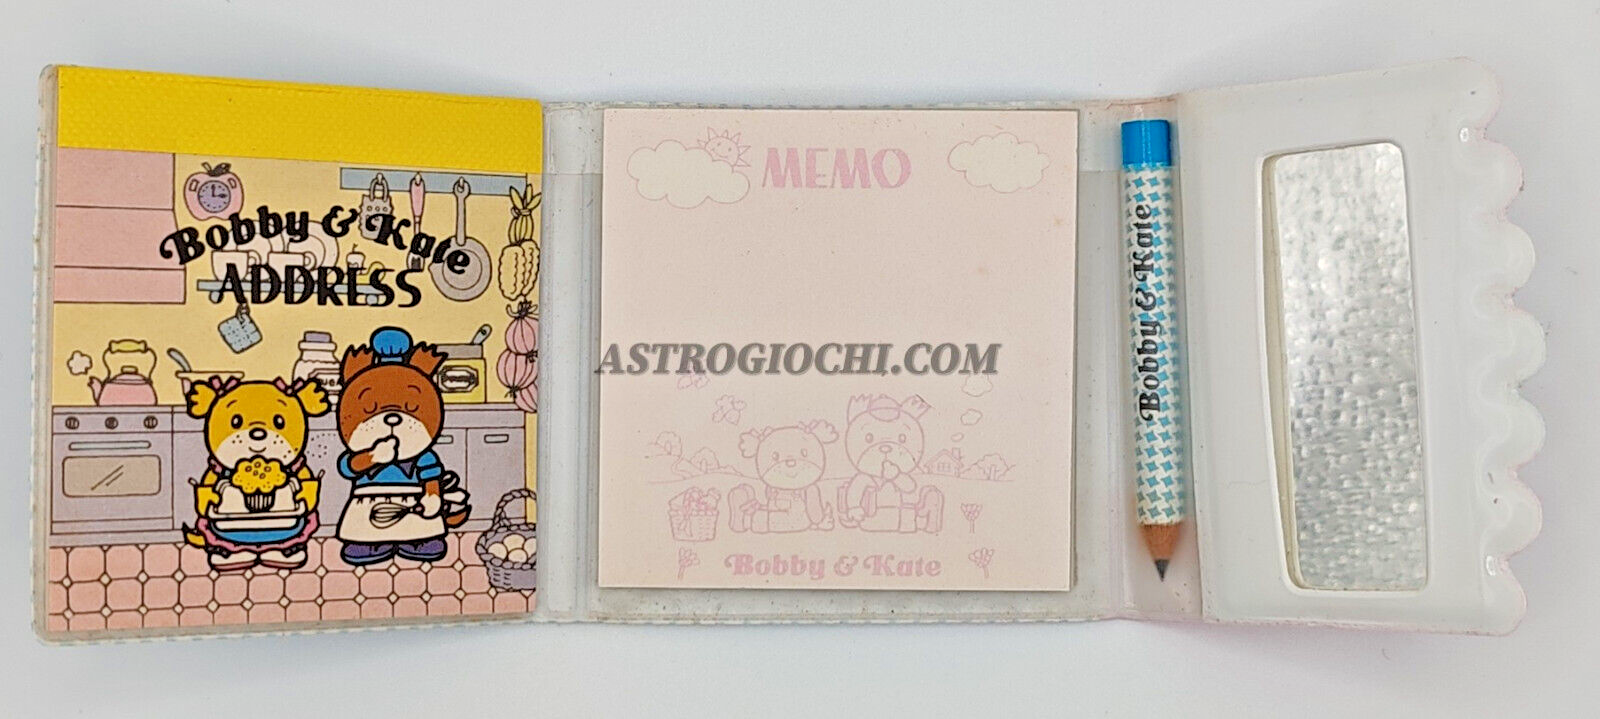 Bobby & Kate
ADDRESS
MEMO
ASTROGIOCHI.COM
Bobby & Kate
Bobby & Kate